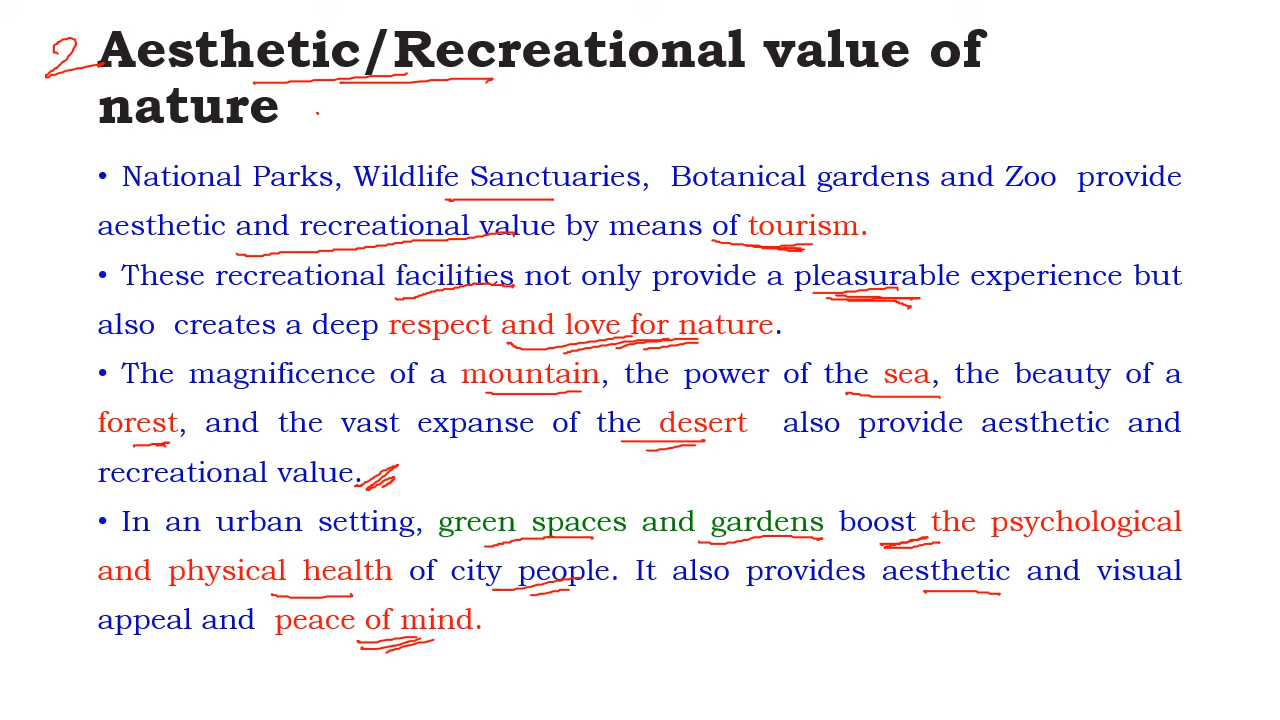 2 Aesthetic/Recreational value of
nature
• National Parks, Wildlife Sanctuaries, Botanical gardens and Zoo provide
aesthetic and recreational value by means of tourism.
• These recreational facilities not only provide a pleasurable experience but
also creates a deep respect and love for nature.
• The magnificence of a mountain, the power of the sea, the beauty of a
forest, and the vast expanse of the desert also provide aesthetic and
recreational value.
• In an urban setting, green spaces and gardens boost the psychological
and physical health of city people. It also provides aesthetic and visual
appeal and peace of mind.